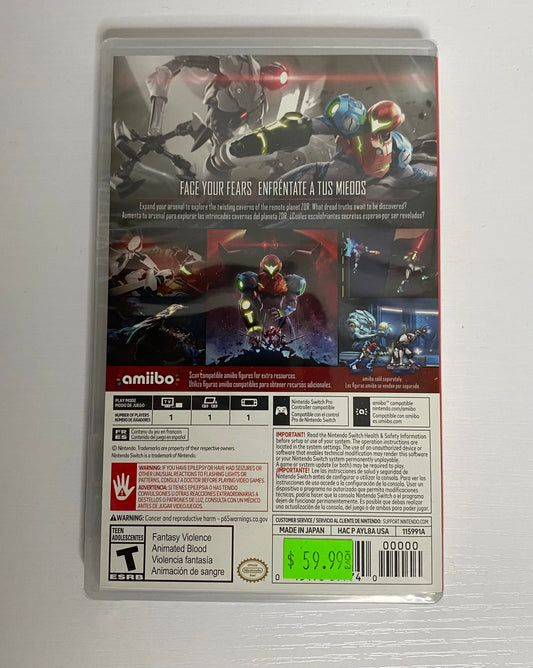 FACE YOUR FEARS ENFRÉNTATE A TUS MIEDOS
Expand your arsenal to explore the twisting caverns of the remote planet ZDR. What dread truths await to be discovered?
Aumenta tu arsenal para explorar las intrincadas cavernas del planeta ZDR. ¿Cuáles escalofriantes secretos esperan por ser revelados?
amiibo
Scan compatible amiibo figures for extra resources.
Utiliza figuras amiibo compatibles para obtener recursos adicionales.
amiibo sold separately.
Las figuras amiibo se venden por separado.
PLAY MODE
MODO DE JUEGO
TV
NUMBER OF PLAYERS
N.º DE JUGADORES
1
1
1
Nintendo Switch Pro
Controller compatible
Compatible con el control
Pro de Nintendo Switch
amiibo™ compatible
nintendo.com/amiibo
Compatible con amiibo
amiibo.com
FR
ES
Contenu du jeu en français
Contenido del juego en español
Nintendo. Trademarks are property of their respective owners.
Nintendo Switch is a trademark of Nintendo.
WARNING: IF YOU HAVE EPILEPSY OR HAVE HAD SEIZURES OR
OTHER UNUSUAL REACTIONS TO FLASHING LIGHTS OR
PATTERNS, CONSULT A DOCTOR BEFORE PLAYING VIDEO GAMES.
ADVERTENCIA: SI TIENES EPILEPSIA O HAS TENIDO
CONVULSIONES U OTRAS REACCIONES EXTRAORDINARIAS A
DESTELLOS O PATRONES DE LUZ, CONSULTA CON UN MÉDICO
ANTES DE JUGAR VIDEOJUEGOS.
IMPORTANT! Read the Nintendo Switch Health & Safety Information
before setup or use of your system. The operation instructions are
located in the system menu. The use of an unauthorized device or
software that enables technical modification may render this software
or your Nintendo Switch system permanently unplayable.
A game or system update (or both) may be required to play.
¡IMPORTANTE! Lee las instrucciones de salud y seguridad de
Nintendo Switch antes de configurar o utilizar la consola. Para ver las
instrucciones de uso accede a la configuración de la consola. Usar un
dispositivo o programa no autorizado que permite modificaciones
técnicas podría hacer que la consola Nintendo Switch o el programa
dejen de funcionar permanentemente. Es posible que debas realizar
una actualización de la consola, del juego o de ambos para poder jugar.
WARNING: Cancer and reproductive harm – p65warnings.ca.gov
CUSTOMER SERVICE / SERVICIO AL CLIENTE DE NINTENDO: SUPPORT.NINTENDO.COM
MADE IN JAPAN
HAC P AYLBA USA
115991A
TEEN
ADOLESCENTES
T
ESRB
Fantasy Violence
Animated Blood
Violencia fantasía
Animación de sangre
Nintendo
$ 59.99
EACH
00000
0